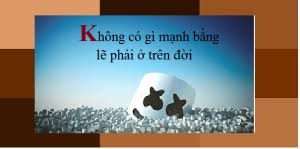 Không có gì mạnh bằng
lẽ phải ở trên đời